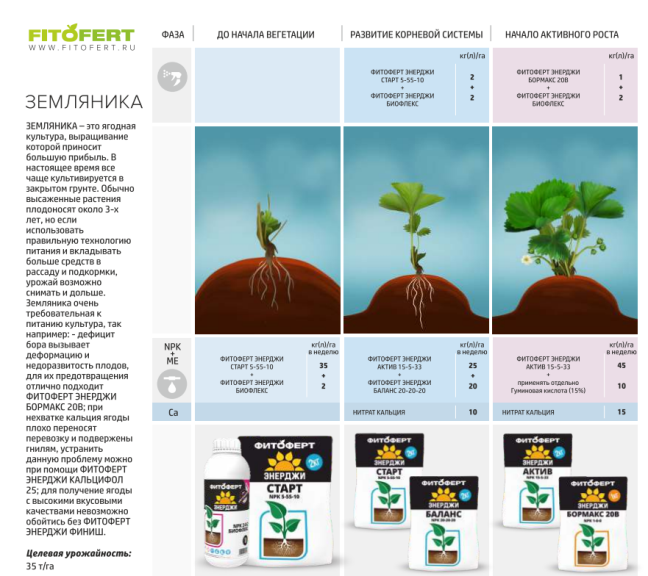 FITOFERT
WWW.FITOFERT.RU
ЗЕМЛЯНИКА
ЗЕМЛЯНИКА – это ягодная
культура, выращивание
которой приносит
большую прибыль. В
настоящее время все
чаще культивируется в
закрытом грунте. Обычно
высаженные растения
плодоносят около 3-х
лет, но если
использовать
правильную технологию
питания и вкладывать
больше средств в
рассаду и подкормки,
урожай возможно
снимать и дольше.
Земляника очень
требовательная к
питанию культура, так
например: - дефицит
бора вызывает
деформацию и
недоразвитость плодов,
для их предотвращения
отлично подходит
ФИТОФЕРТ ЭНЕРДЖИ
БОРМАКС 20В; при
нехватке кальция ягоды
плохо переносят
перевозку и подвержены
гнилям, устранить
данную проблему можно
при помощи ФИТОФЕРТ
ЭНЕРДЖИ КАЛЬЦИФОЛ
25; для получение ягоды
с высокими вкусовыми
качествами невозможно
обойтись без ФИТОФЕРТ
ЭНЕРДЖИ ФИНИШ.
Целевая урожайность:
35 т/га
ФАЗА
ДО НАЧАЛА ВЕГЕТАЦИИ
РАЗВИТИЕ КОРНЕВОЙ СИСТЕМЫ
НАЧАЛО АКТИВНОГО РОСТА
кг(л)/га
ФИТОФЕРТ ЭНЕРДЖИ
СТАРТ 5-55-10 2
+ +
ФИТОФЕРТ ЭНЕРДЖИ 2
БИОФЛЕКС
кг(л)/га
ФИТОФЕРТ ЭНЕРДЖИ
БОРМАКС 20В 1
+ +
ФИТОФЕРТ ЭНЕРДЖИ 2
БИОФЛЕКС
NPK
+
ME
кг(л)/га
в неделю
ФИТОФЕРТ ЭНЕРДЖИ
СТАРТ 5-55-10 35
+ +
ФИТОФЕРТ ЭНЕРДЖИ 2
БИОФЛЕКС
кг(л)/га
в неделю
ФИТОФЕРТ ЭНЕРДЖИ
АКТИВ 15-5-33 25
+ +
ФИТОФЕРТ ЭНЕРДЖИ 20
БАЛАНС 20-20-20
кг(л)/га
в неделю
ФИТОФЕРТ ЭНЕРДЖИ
АКТИВ 15-5-33 45
+
применять отдельно 10
Гуминовая кислота (15%)
Ca
НИТРАТ КАЛЬЦИЯ 10
НИТРАТ КАЛЬЦИЯ 15
ФИТОФЕРТ
ЭНЕРДЖИ
ФИТОФЕРТ
2кг
ЭНЕРДЖИ
СТАРТ
NPK 5-55-10
ФИТОФЕРТ
2кг
ЭНЕРДЖИ
СТАРТ
NPK 5-55-10
ФИТОФЕРТ
2кг
ЭНЕРДЖИ
БАЛАНС
NPK 20-20-20
ФИТОФЕРТ
2кг
ЭНЕРДЖИ
АКТИВ
NPK 15-5-33
ФИТОФЕРТ
ЭНЕРДЖИ
БОРМАКС 20В